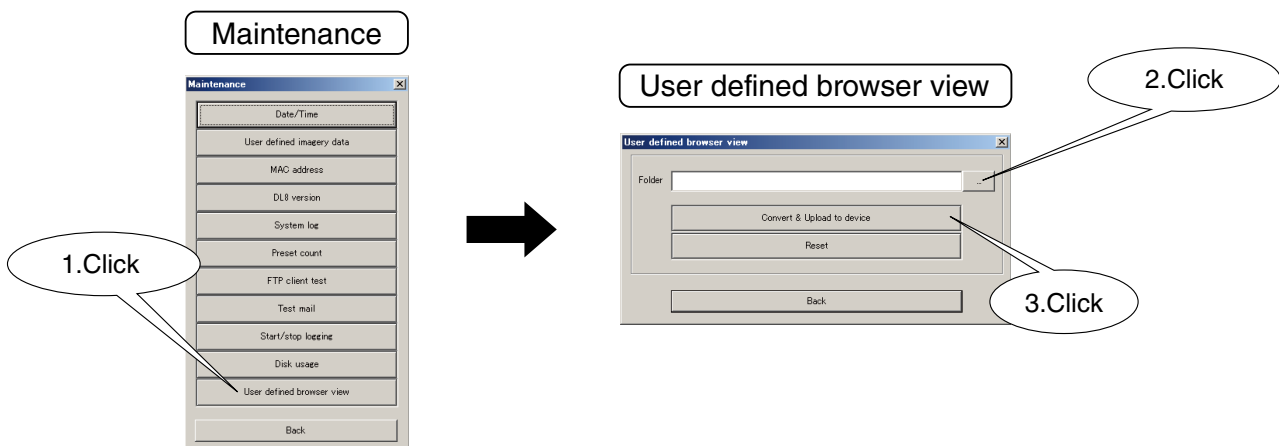 Maintenance
Maintenance
Date/Time
User defined imagery data
MAC address
DL8 version
System log
Preset count
FTP client test
Test mail
Start/stop logging
Disk usage
User defined browser view
Back
1.Click
User defined browser view
User defined browser view
Folder
..
Convert & Upload to device
Reset
Back
2.Click
3.Click